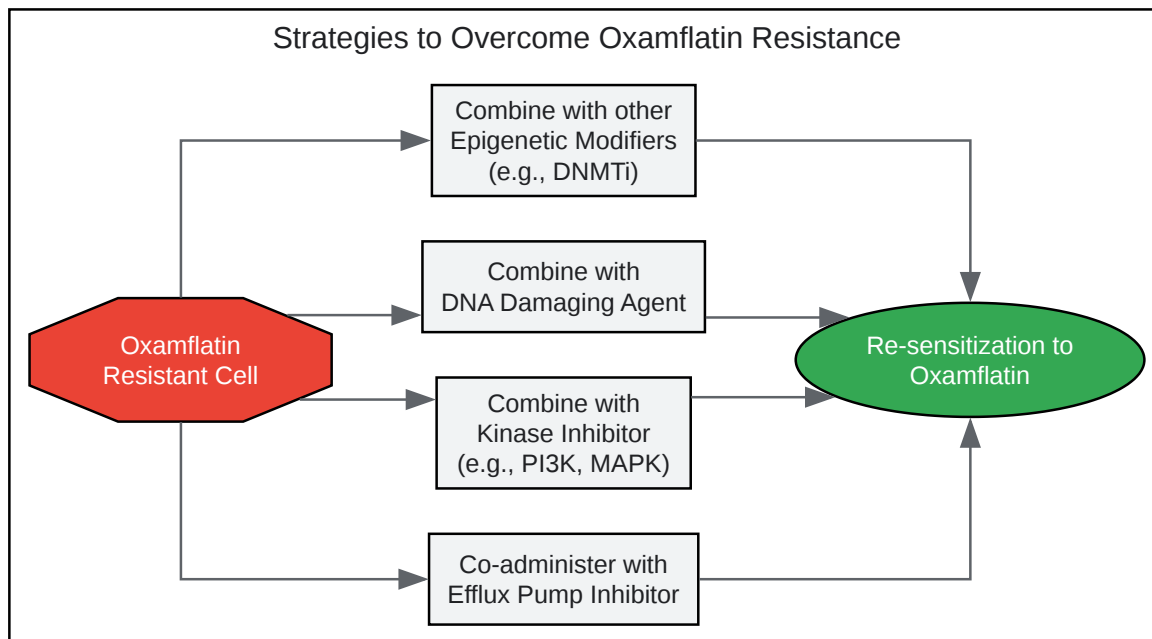 Strategies to Overcome Oxamflatin Resistance
Combine with other
Epigenetic Modifiers
(e.g., DNMTi)
Combine with
DNA Damaging Agent
Oxamflatin
Resistant Cell
Re-sensitization to
Oxamflatin
Combine with
Kinase Inhibitor
(e.g., PI3K, MAPK)
Co-administer with
Efflux Pump Inhibitor